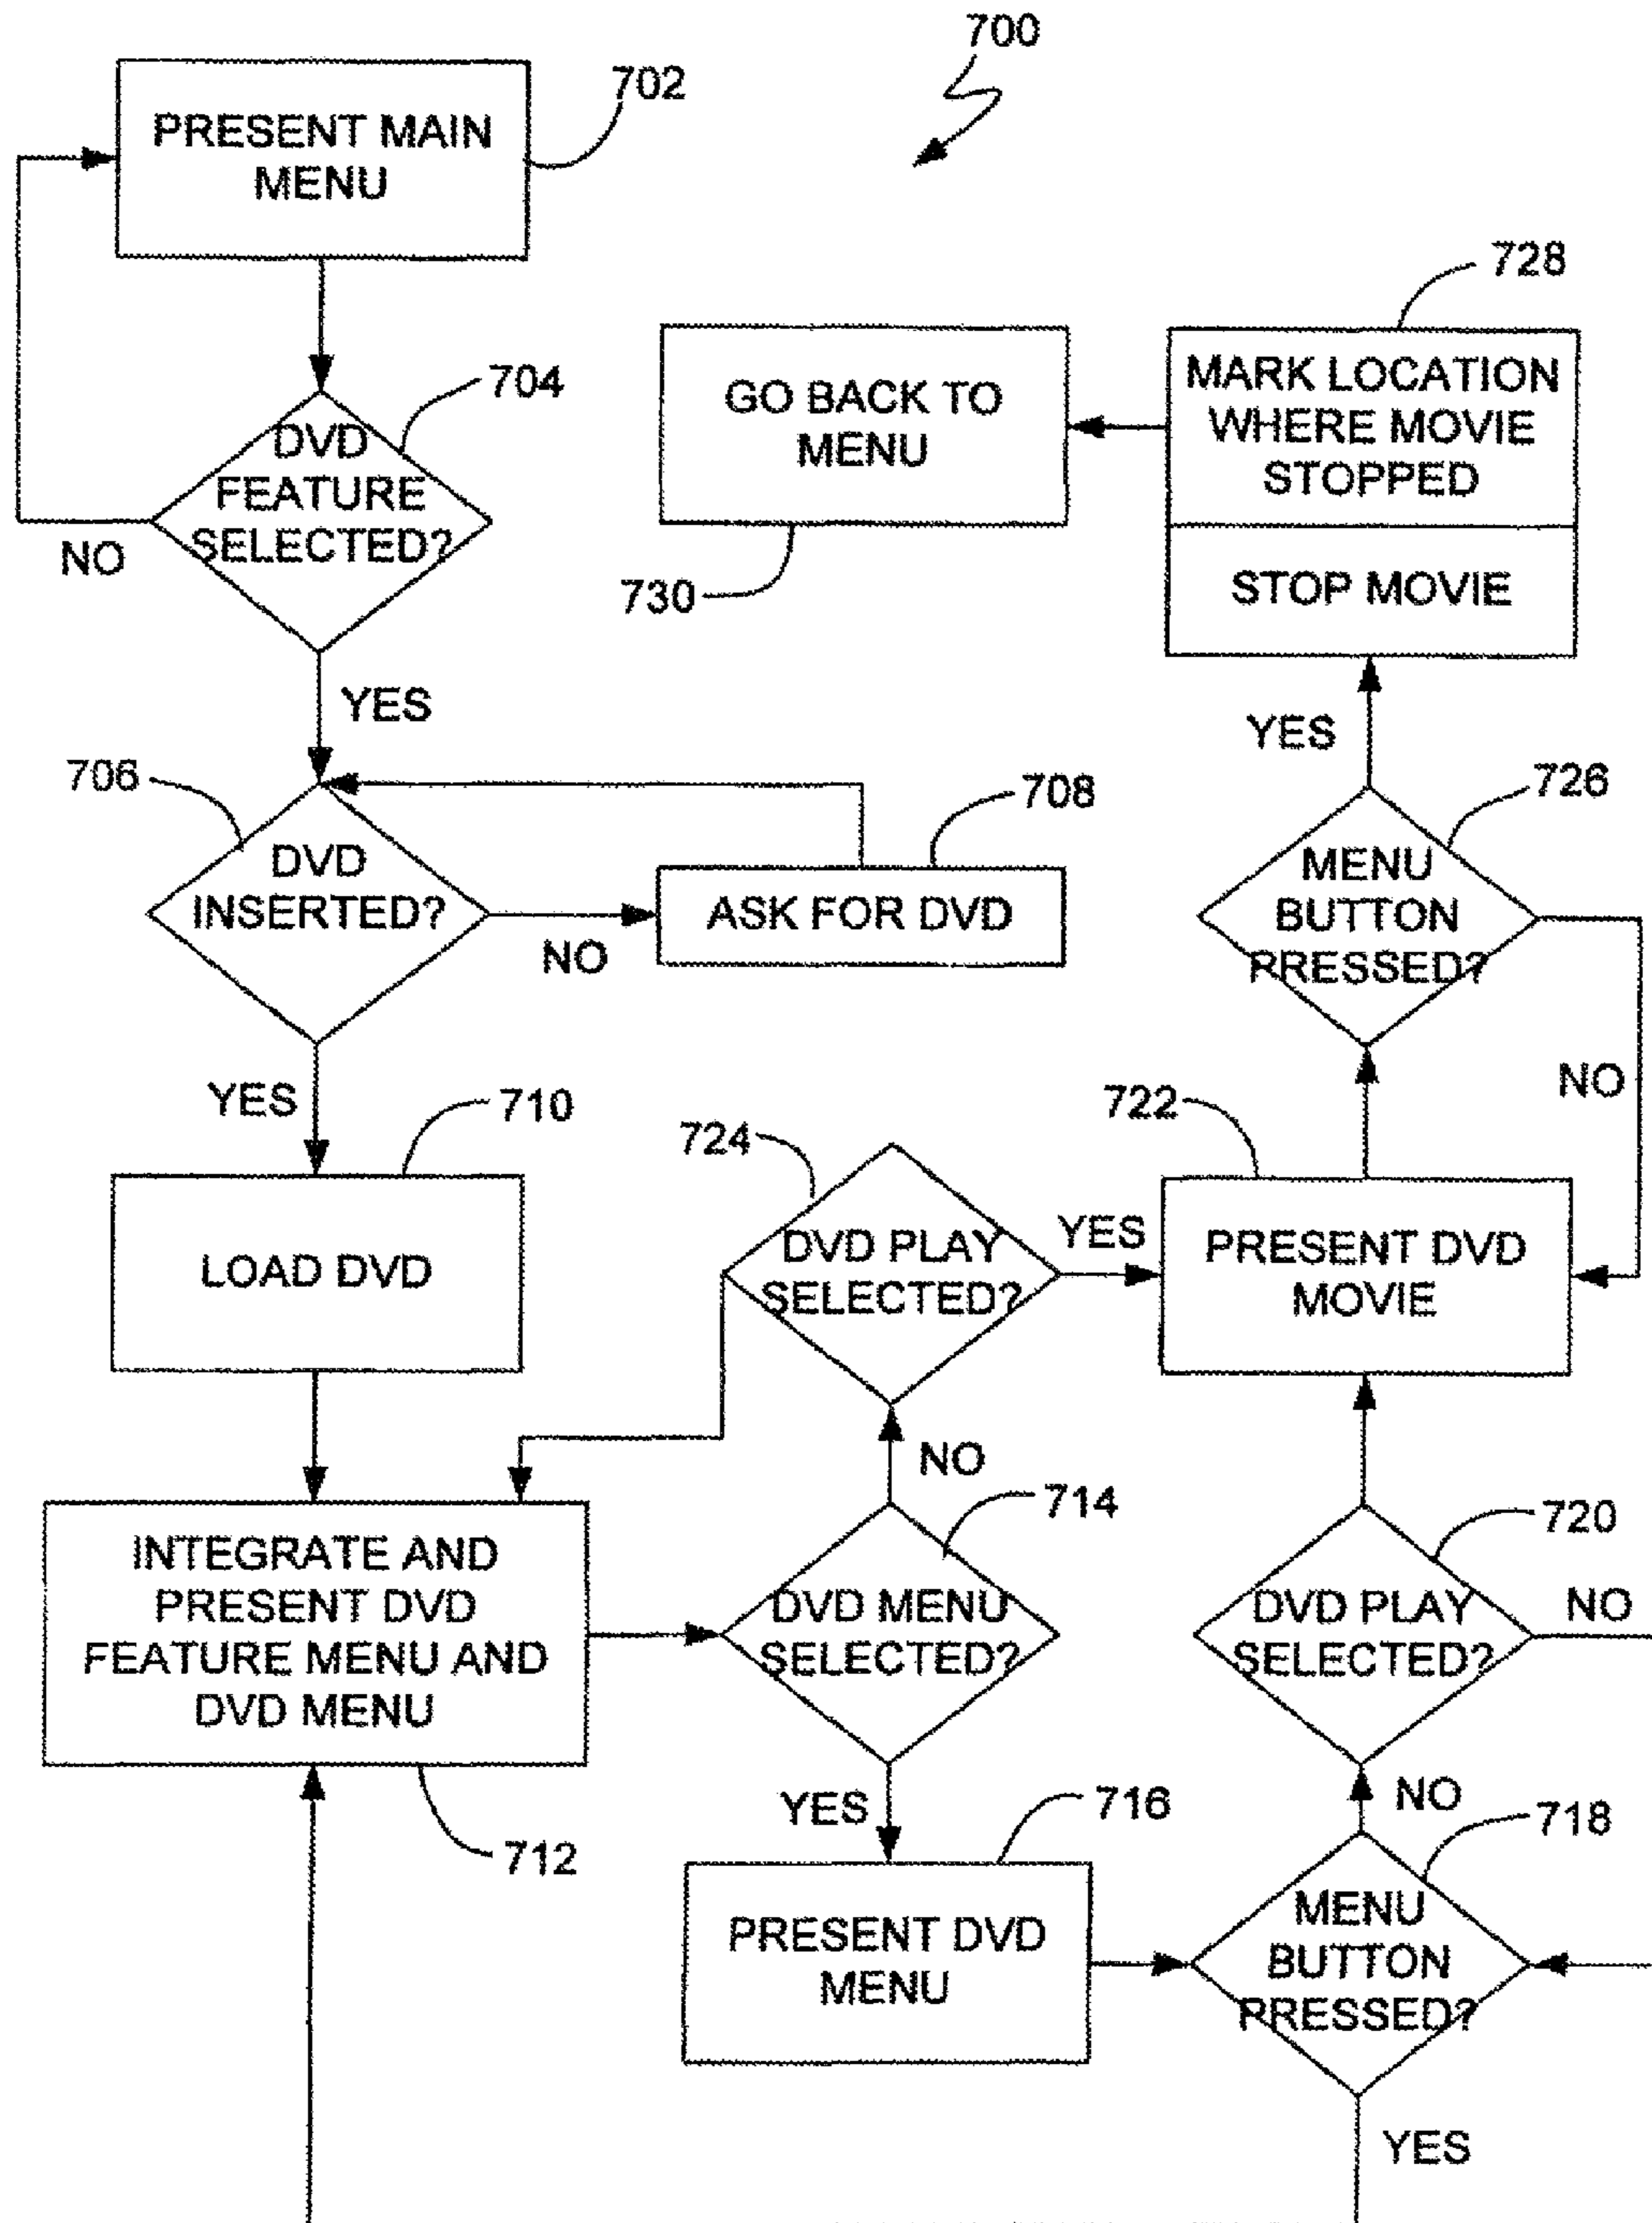 700
702
PRESENT MAIN
MENU
704
DVD
FEATURE
SELECTED?
NO
YES
706
DVD
INSERTED?
NO
708
ASK FOR DVD
YES
710
LOAD DVD
INTEGRATE AND
PRESENT DVD
FEATURE MENU AND
DVD MENU
712
714
DVD MENU
SELECTED?
NO
YES
724
DVD PLAY
SELECTED?
YES
716
PRESENT DVD
MENU
718
MENU
BUTTON
PRESSED?
YES
NO
720
DVD PLAY
SELECTED?
NO
722
PRESENT DVD
MOVIE
726
MENU
BUTTON
PRESSED?
NO
YES
728
MARK LOCATION
WHERE MOVIE
STOPPED
STOP MOVIE
GO BACK TO
MENU
730